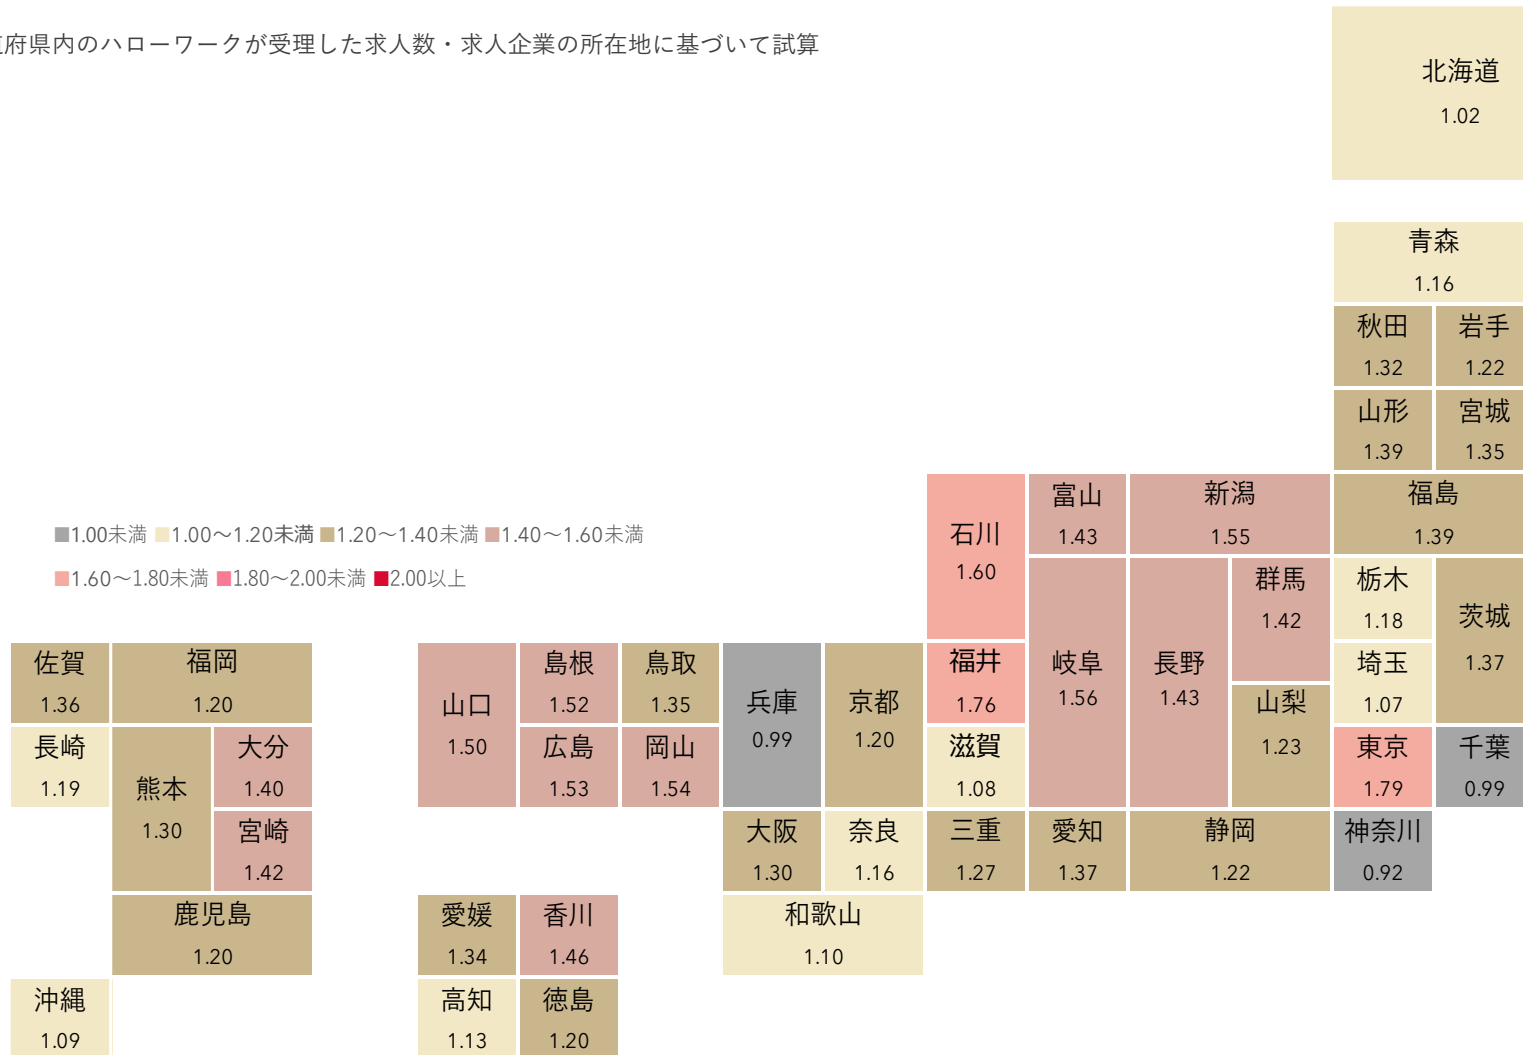 府県内のハローワークが受理した求人数・求人企業の所在地に基づいて試算
北海道
1.02
青森
1.16
秋田 岩手
1.32 1.22
山形 宮城
1.39 1.35
石川 富山 新潟 福島
1.60 1.43 1.55 1.39
■1.00未満 ■1.00～1.20未満 ■1.20～1.40未満 ■1.40～1.60未満
■1.60～1.80未満 ■1.80～2.00未満 ■2.00以上
群馬 栃木 茨城
1.42 1.18 1.37
佐賀 福岡 山口 島根 鳥取 兵庫 京都 福井 岐阜 長野 山梨 埼玉
1.36 1.20 1.50 1.52 1.35 0.99 1.20 1.76 1.56 1.43 1.23 1.07
長崎 熊本 大分 広島 岡山 滋賀 東京 千葉
1.19 1.30 1.40 1.53 1.54 1.08 1.79 0.99
宮崎 大阪 奈良 三重 愛知 静岡 神奈川
1.42 1.30 1.16 1.27 1.37 1.22 0.92
鹿児島 愛媛 香川 和歌山
1.20 1.34 1.46 1.10
沖縄 高知 徳島
1.09 1.13 1.20